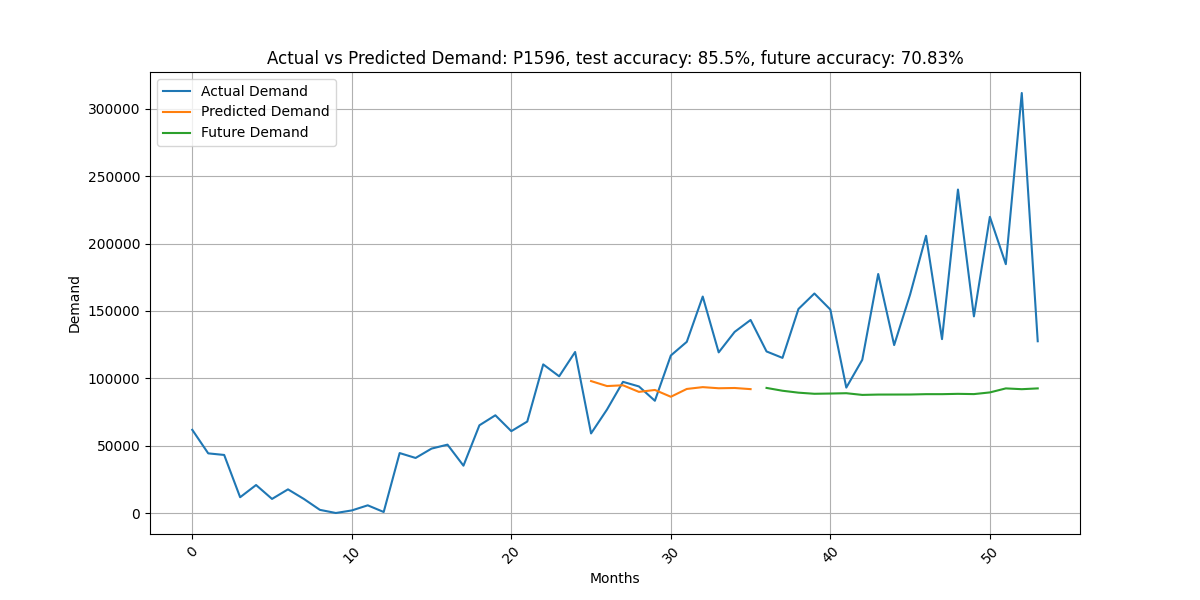 Actual vs Predicted Demand: P1596, test accuracy: 85.5%, future accuracy: 70.83%
Actual Demand
Predicted Demand
Future Demand
300000
250000
200000
150000
100000
50000
0
Demand
0 10 20 30 40 50
Months